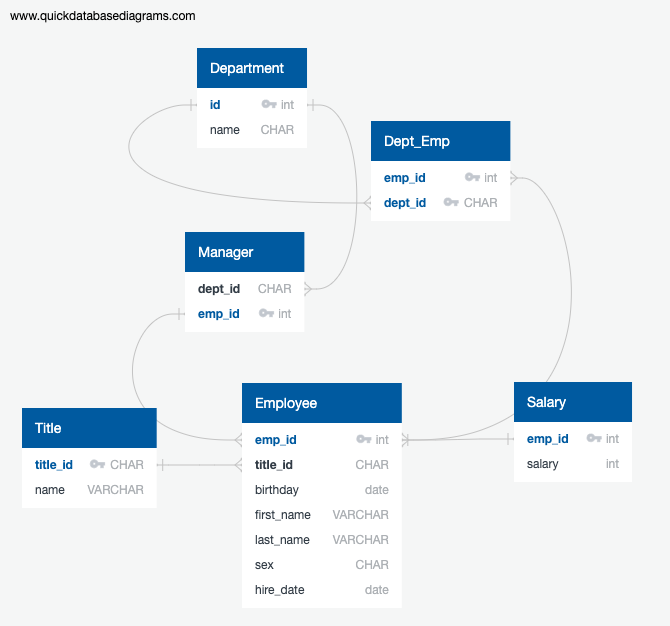 www.quickdatabasediagrams.com
Department
id int
name CHAR
Dept_Emp
emp_id int
dept_id CHAR
Manager
dept_id CHAR
emp_id int
Title
title_id CHAR
name VARCHAR
Employee
emp_id int
title_id CHAR
birthday date
first_name VARCHAR
last_name VARCHAR
sex CHAR
hire_date date
Salary
emp_id int
salary int